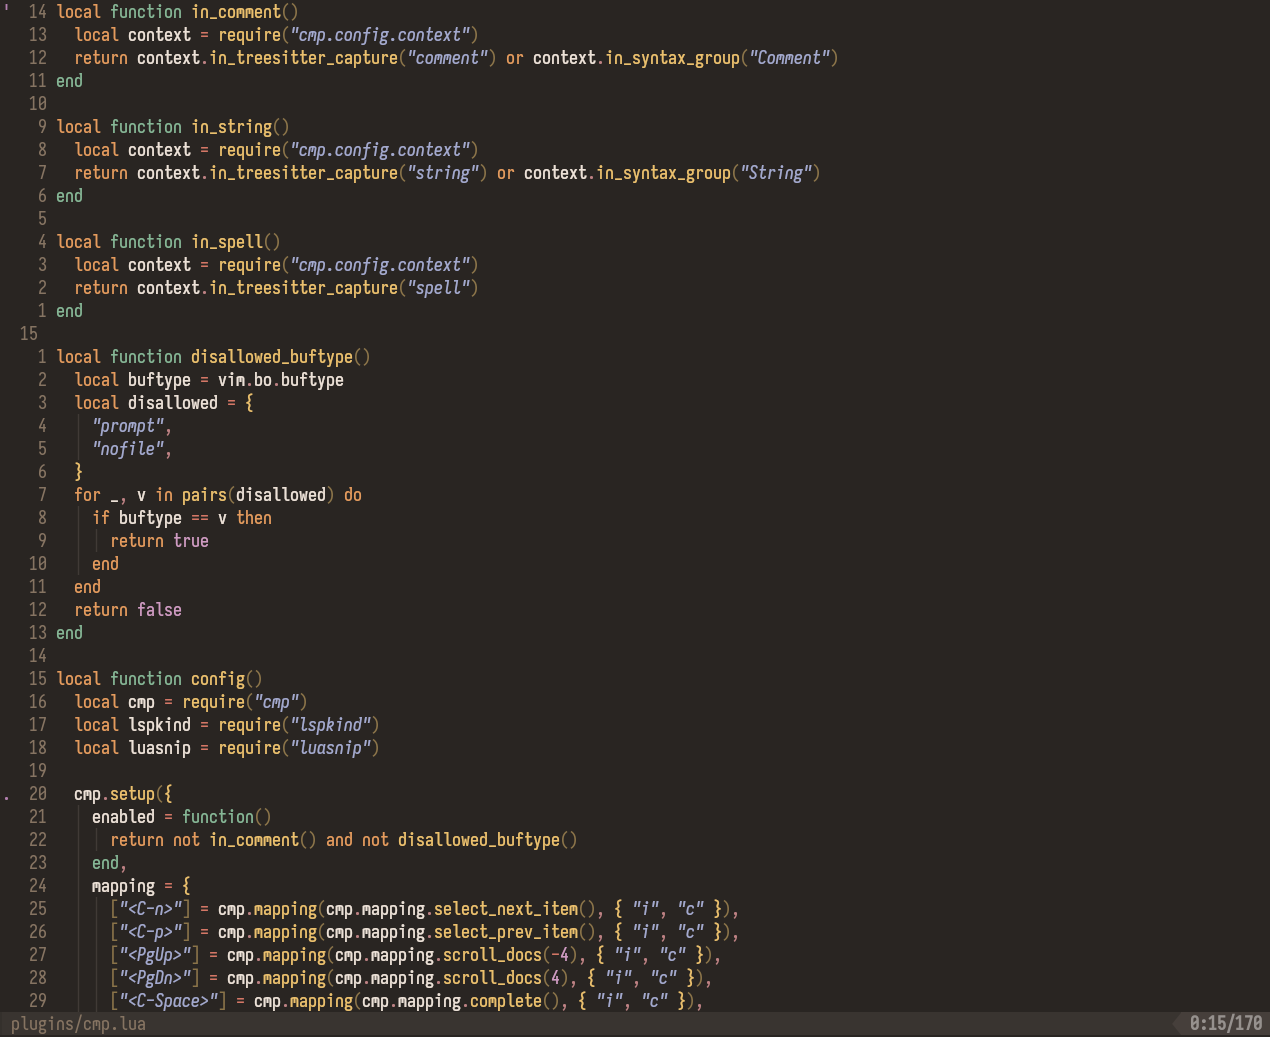 ' 14 local function in_comment()
13   local context = require("cmp.config.context")
12   return context.in_treesitter_capture("comment") or context.in_syntax_group("Comment")
11 end
10
9 local function in_string()
8   local context = require("cmp.config.context")
7   return context.in_treesitter_capture("string") or context.in_syntax_group("String")
6 end
5
4 local function in_spell()
3   local context = require("cmp.config.context")
2   return context.in_treesitter_capture("spell")
1 end
15
1 local function disallowed_buftype()
2   local buftype = vim.bo.buftype
3   local disallowed = {
4     "prompt",
5     "nofile",
6   }
7   for _, v in pairs(disallowed) do
8     if buftype == v then
9       return true
10     end
11   end
12   return false
13 end
14
15 local function config()
16   local cmp = require("cmp")
17   local lspkind = require("lspkind")
18   local luasnip = require("luasnip")
19
. 20   cmp.setup({
21     enabled = function()
22       return not in_comment() and not disallowed_buftype()
23     end,
24     mapping = {
25       ["<C-n>"] = cmp.mapping(cmp.mapping.select_next_item(), { "i", "c" }),
26       ["<C-p>"] = cmp.mapping(cmp.mapping.select_prev_item(), { "i", "c" }),
27       ["<PgUp>"] = cmp.mapping(cmp.mapping.scroll_docs(-4), { "i", "c" }),
28       ["<PgDn>"] = cmp.mapping(cmp.mapping.scroll_docs(4), { "i", "c" }),
29       ["<C-Space>"] = cmp.mapping(cmp.mapping.complete(), { "i", "c" }),
plugins/cmp.lua 0:15/170